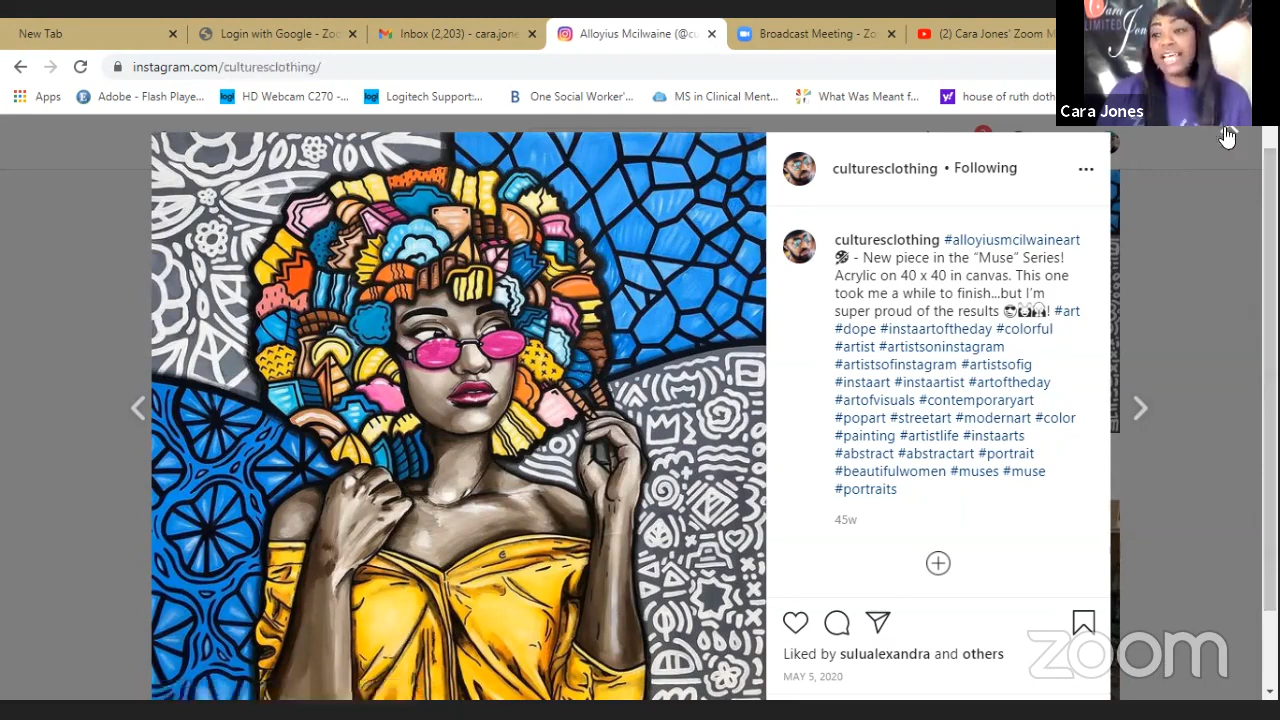 New Tab
Login with Google - Zoo
Inbox (2,203) - cara.jone
Alloyius Mcilwaine (@cu
Broadcast Meeting - Zo
(2) Cara Jones' Zoom M
instagram.com/culturesclothing/
Apps
Adobe - Flash Playe...
HD Webcam C270 -...
Logitech Support:...
One Social Worker'...
MS in Clinical Ment...
What Was Meant f...
house of ruth doth
Cara
LIMITED
Jones
Cara Jones
culturesclothing • Following
culturesclothing #alloyiusmcilwaineart
- New piece in the “Muse” Series!
Acrylic on 40 x 40 in canvas. This one
took me a while to finish...but I’m
super proud of the results 😎🙌🏽🙌🏽! #art
#dope #instaartoftheday #colorful
#artist #artistsoninstagram
#artistsofinstagram #artistsofig
#instaart #instaartist #artoftheday
#artofvisuals #contemporaryart
#popart #streetart #modernart #color
#painting #artistlife #instaarts
#abstract #abstractart #portrait
#beautifulwomen #muses #muse
#portraits
45w
Liked by sulualexandra and others
MAY 5, 2020
zoom